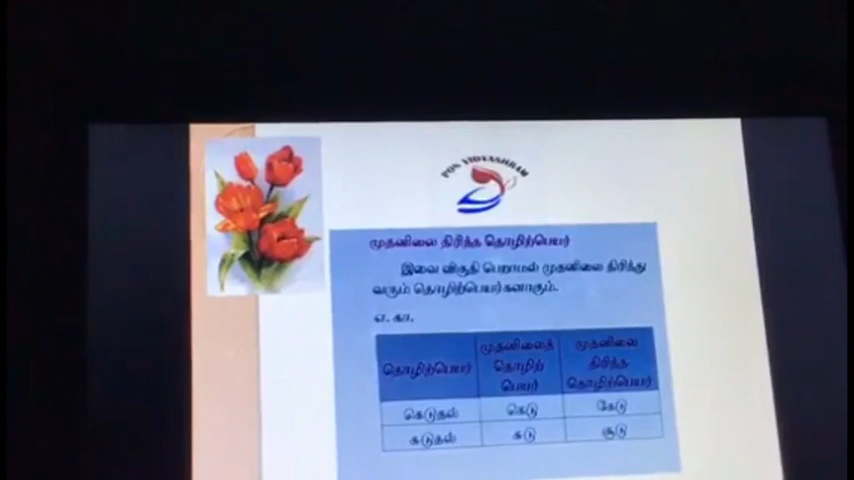 PON VIDYASHRAM
முதனிலை திரிந்த தொழிற்பெயர்
இவை விகுதி பெறாமல் முதனிலை திரிந்து
வரும் தொழிற்பெயர்களாகும்.
எ. கா.
தொழிற்பெயர்
முதனிலைத்
தொழிற்
பெயர்
முதனிலை
திரிந்த
தொழிற்பெயர்
கெடுதல் கெடு கேடு
சுடுதல் சுடு சூடு